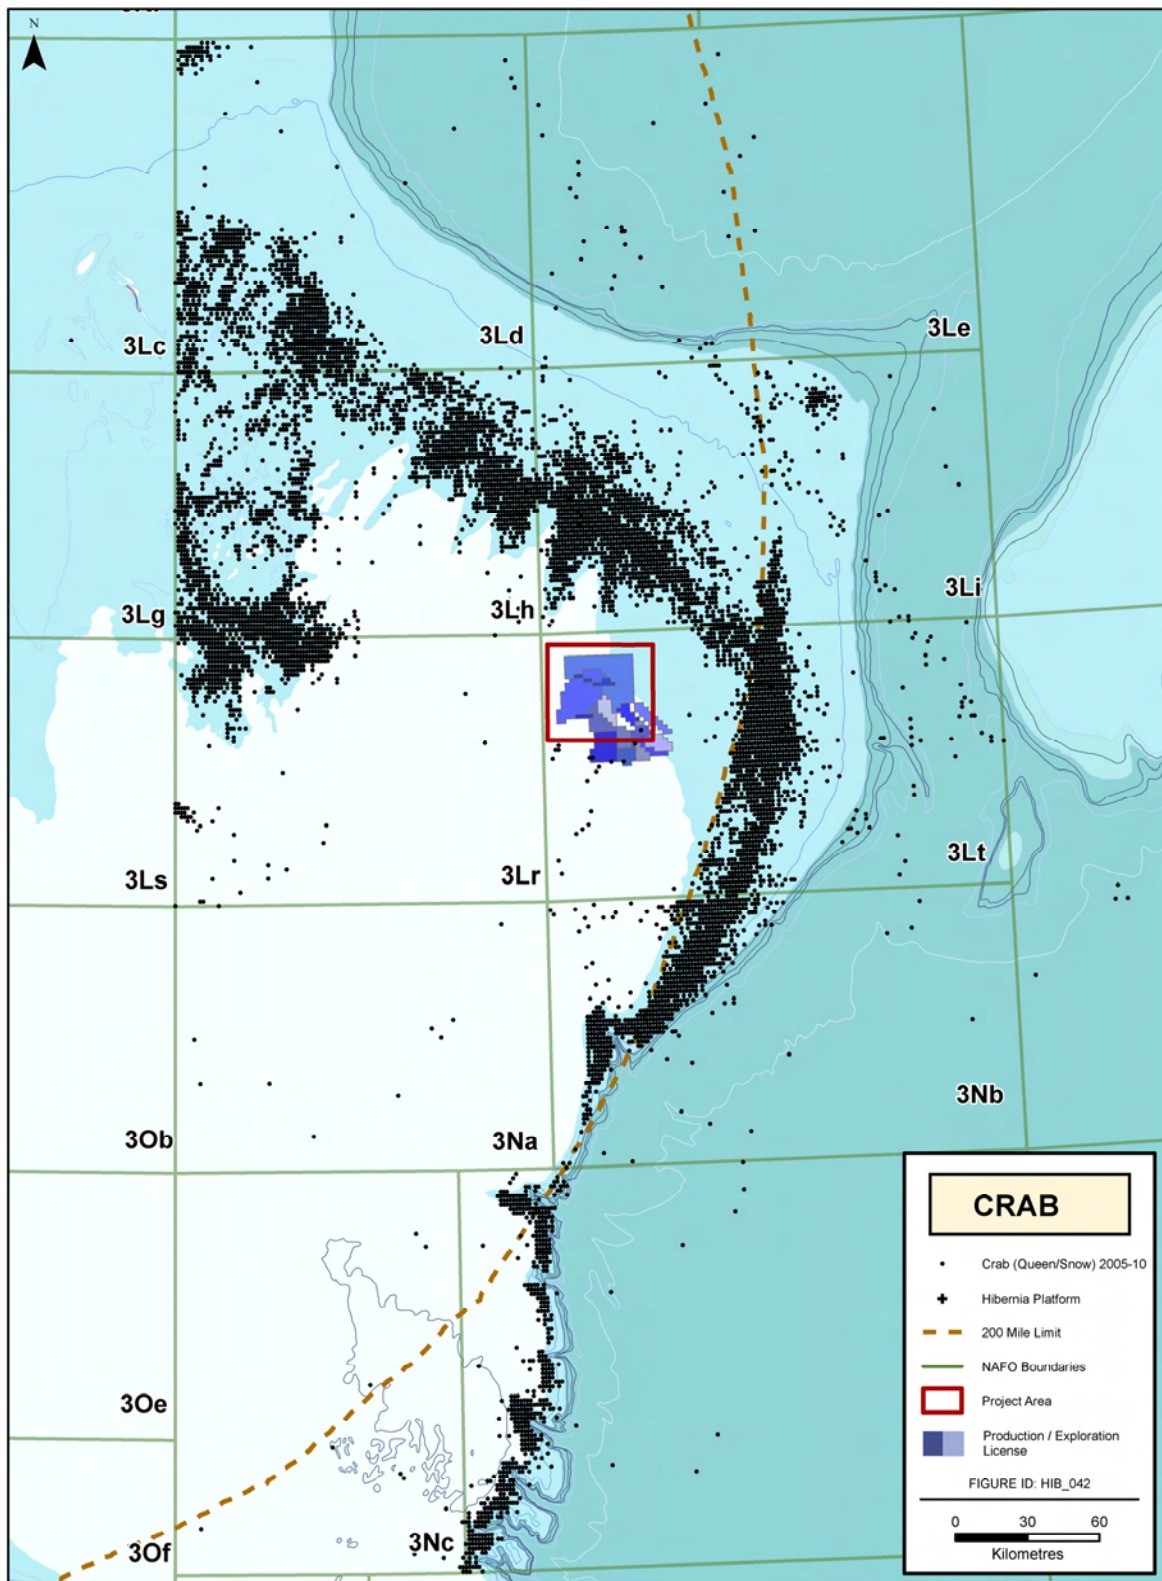 N
3Lc
3Ld
3Le
3Lg
3Lh
3Li
3Ls
3Lr
3Lt
3Ob
3Na
3Nb
3Oe
3Of
3Nc
CRAB
Crab (Queen/Snow) 2005-10
Hibernia Platform
200 Mile Limit
NAFO Boundaries
Project Area
Production / Exploration
License
FIGURE ID: HIB_042
0 30 60
Kilometres